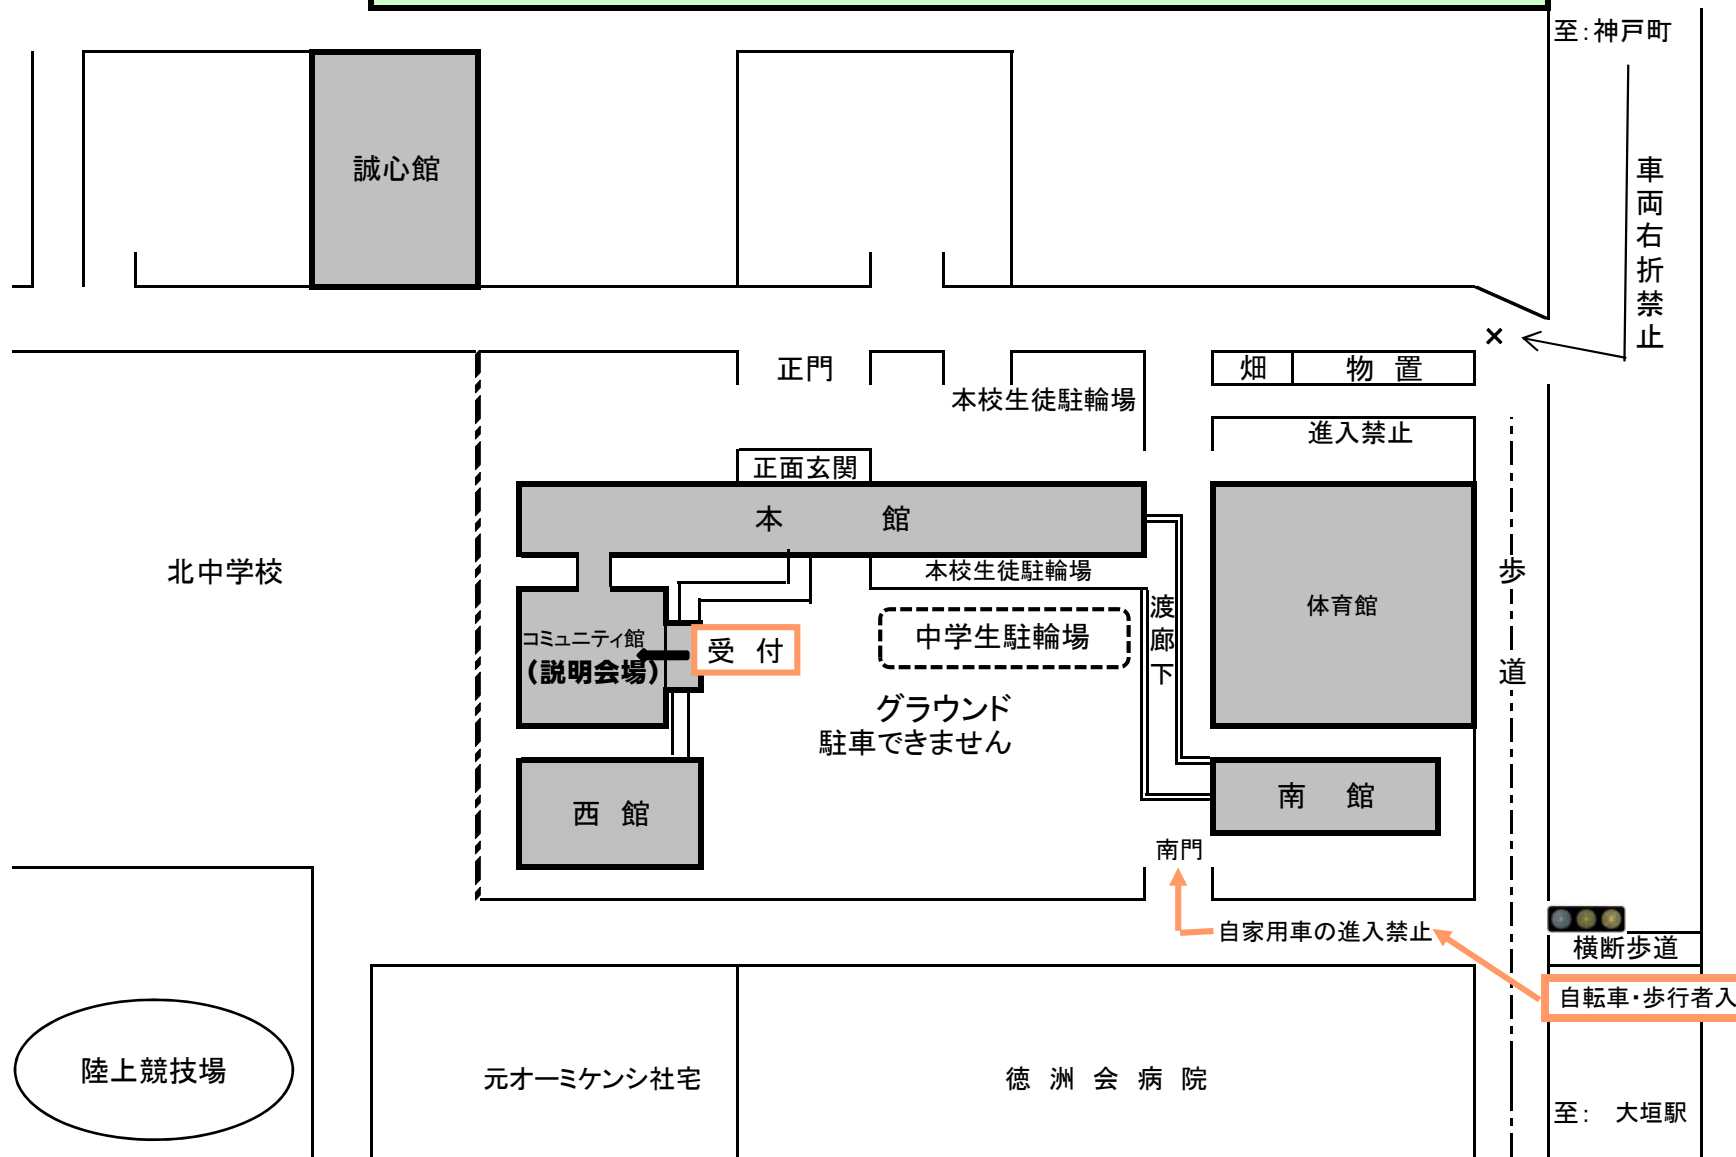 至：神戸町
誠心館
車両右折禁止
×
正門
畑
物 置
本校生徒駐輪場
進入禁止
正面玄関
本 館
北中学校
本校生徒駐輪場
歩道
渡廊下
体育館
コミュニティ館
（説明会場）
受 付
中学生駐輪場
グラウンド
駐車できません
西 館
南 館
南門
自家用車の進入禁止
横断歩道
自転車・歩行者入
陸上競技場
元オーミケンシ社宅
徳 洲 会 病 院
至： 大垣駅